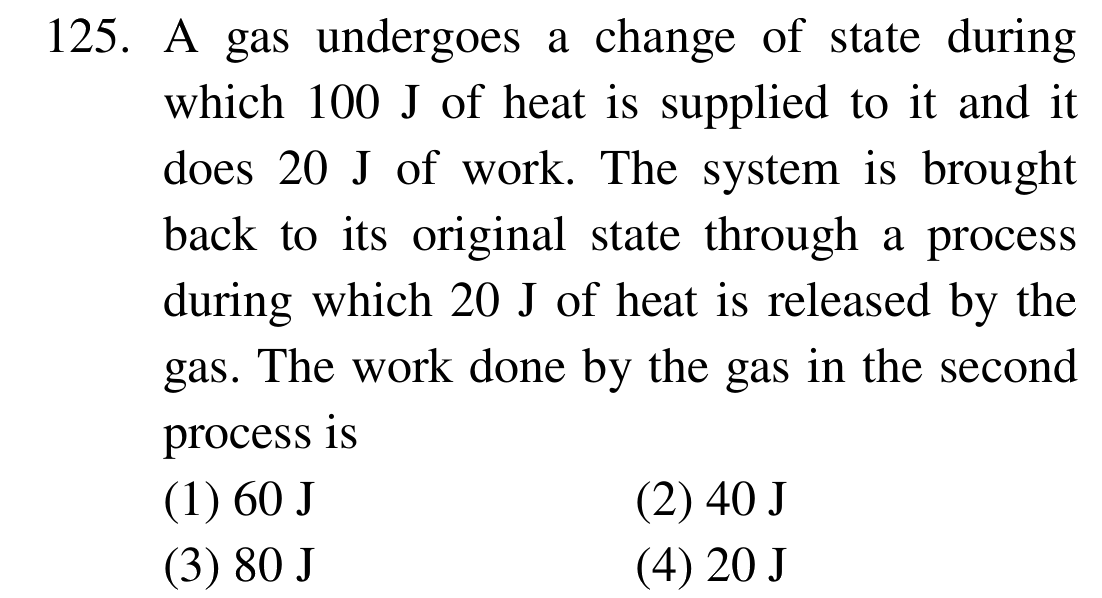 125. A gas undergoes a change of state during
which 100 J of heat is supplied to it and it
does 20 J of work. The system is brought
back to its original state through a process
during which 20 J of heat is released by the
gas. The work done by the gas in the second
process is
(1) 60 J (2) 40 J
(3) 80 J (4) 20 J